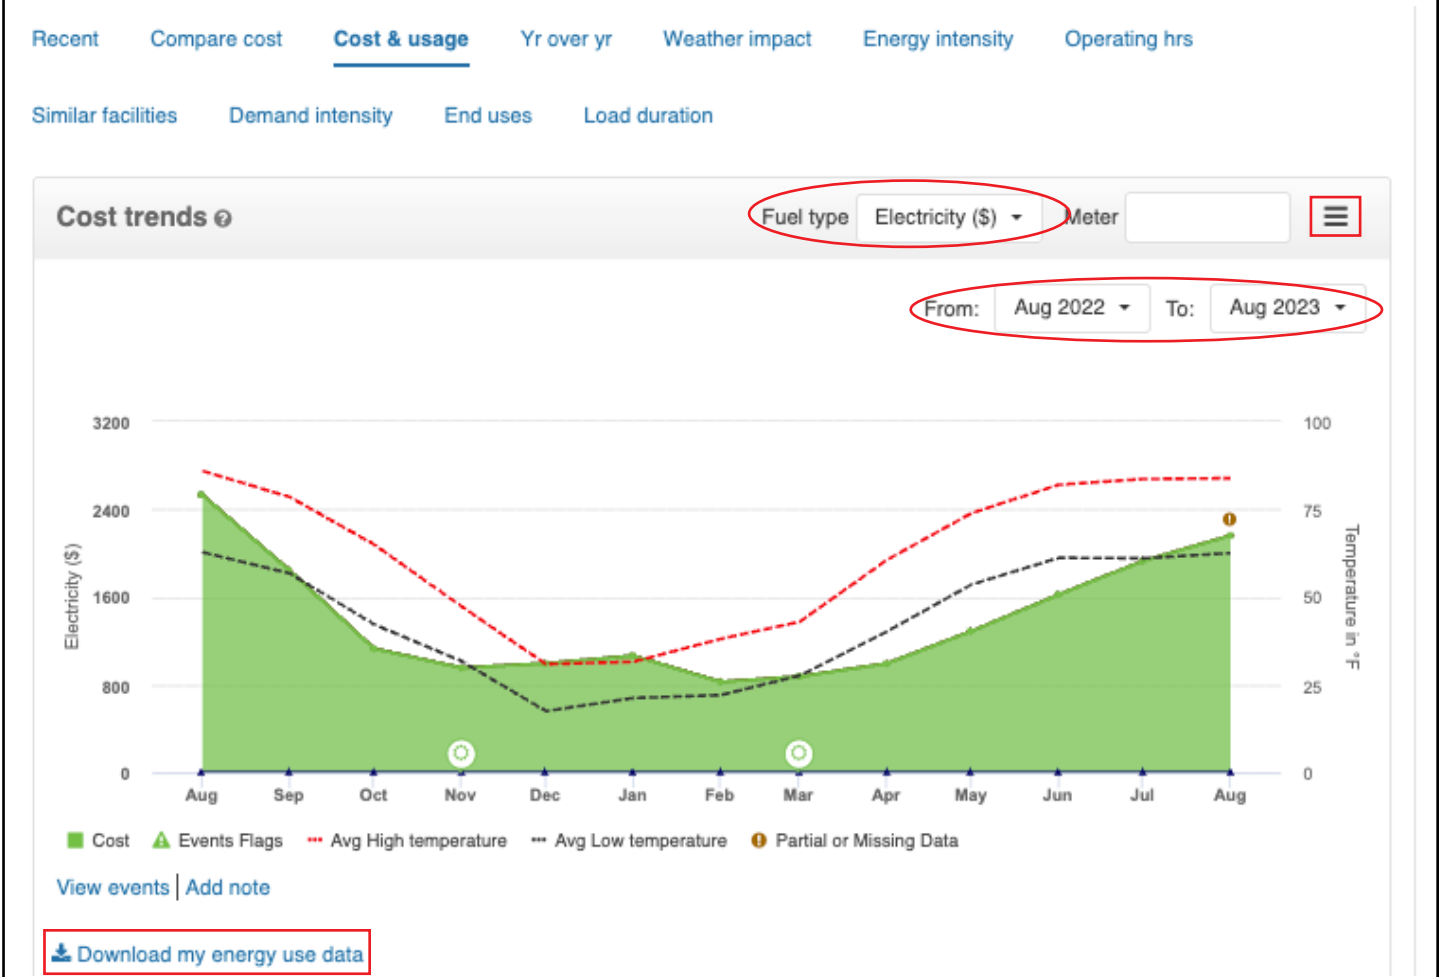 Recent Compare cost Cost & usage Yr over yr Weather impact Energy intensity Operating hrs
Similar facilities Demand intensity End uses Load duration
Cost trends Fuel type Electricity ($) Meter
From: Aug 2022 To: Aug 2023
3200 100
2400 75
1600 50
800 25
0 0
Electricity ($)
Temperature in °F
Aug Sep Oct Nov Dec Jan Feb Mar Apr May Jun Jul Aug
Cost Events Flags Avg High temperature Avg Low temperature Partial or Missing Data
View events | Add note
Download my energy use data